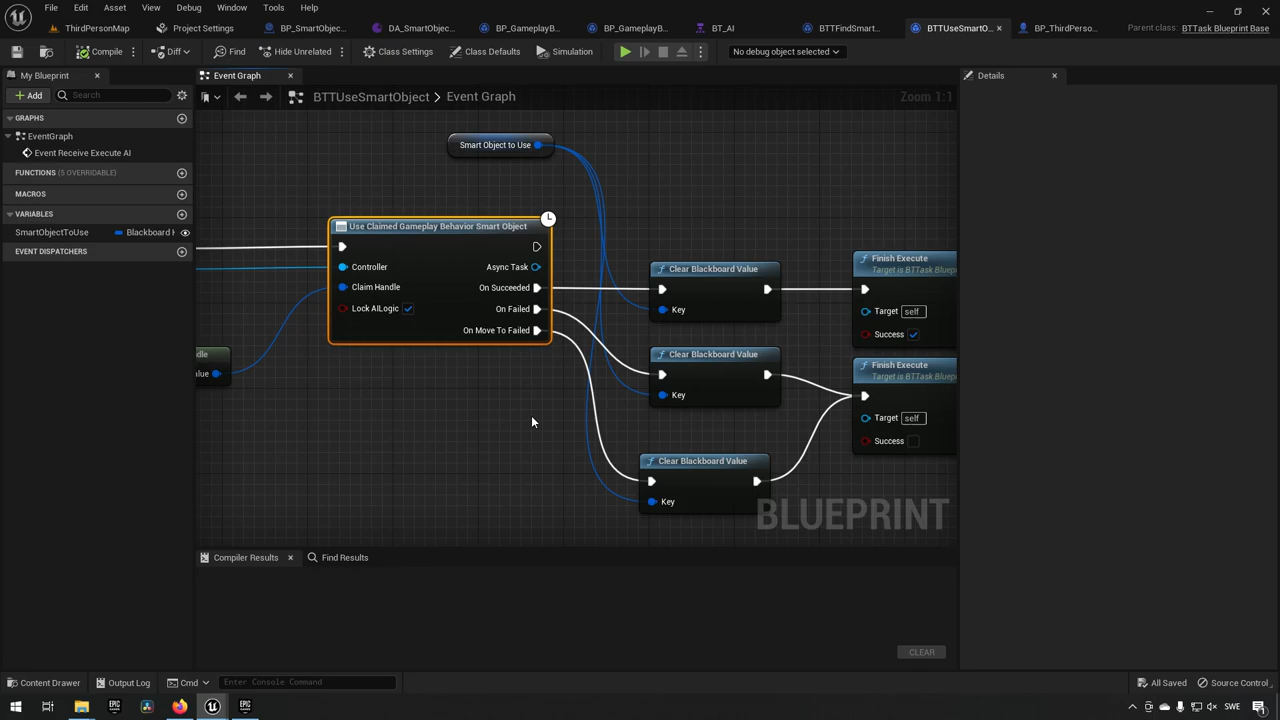 File Edit Asset View Debug Window Tools Help
ThirdPersonMap Project Settings BP_SmartObjec... DA_SmartObjec... BP_GameplayB... BP_GameplayB... BT_AI BTTFindSmartO... BTTUseSmartO... BP_ThirdPerso... Parent class: BTTask Blueprint Base
Compile Diff Find Hide Unrelated Class Settings Class Defaults Simulation No debug object selected
My Blueprint Event Graph Details
Add Search BTTUseSmartObject > Event Graph Zoom 1:1
GRAPHS
EventGraph
Event Receive Execute AI
FUNCTIONS (5 OVERRIDABLE)
MACROS
VARIABLES
SmartObjectToUse Blackboard
EVENT DISPATCHERS
Smart Object to Use
Use Claimed Gameplay Behavior Smart Object
Controller Async Task
Claim Handle On Succeeded
Lock AILogic On Failed
On Move To Failed
Clear Blackboard Value
Key
Clear Blackboard Value
Key
Clear Blackboard Value
Key
Finish Execute
Target is BTTask Bluep
Target self
Success
Finish Execute
Target is BTTask Bluep
Target self
Success
BLUEPRINT
Compiler Results Find Results
CLEAR
Content Drawer Output Log Cmd Enter Console Command All Saved Source Control
SWE